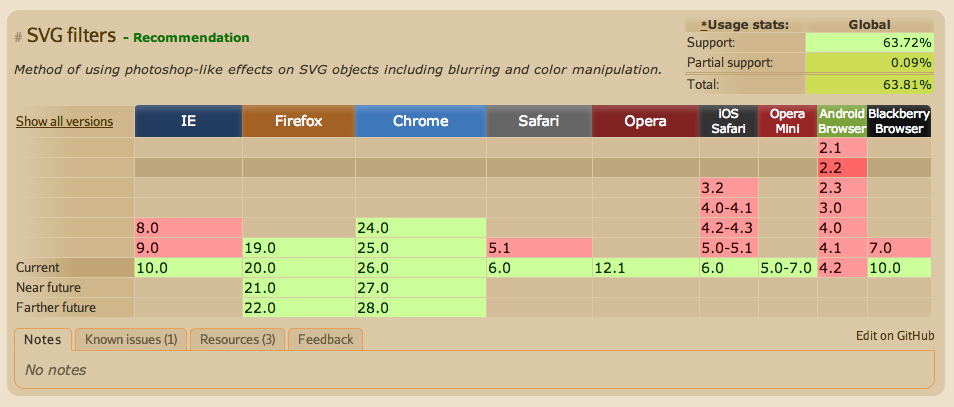 # SVG filters - Recommendation
*Usage stats: Global
Support: 63.72%
Partial support: 0.09%
Total: 63.81%
Method of using photoshop-like effects on SVG objects including blurring and color manipulation.
Show all versions IE Firefox Chrome Safari Opera iOS Safari Opera Mini Android Browser Blackberry Browser
2.1
2.2
3.2 2.3
4.0-4.1 3.0
8.0 24.0 4.2-4.3 4.0
9.0 19.0 25.0 5.1 5.0-5.1 4.1 7.0
Current 10.0 20.0 26.0 6.0 12.1 6.0 5.0-7.0 4.2 10.0
Near future 21.0 27.0
Farther future 22.0 28.0
Notes Known issues (1) Resources (3) Feedback Edit on GitHub
No notes